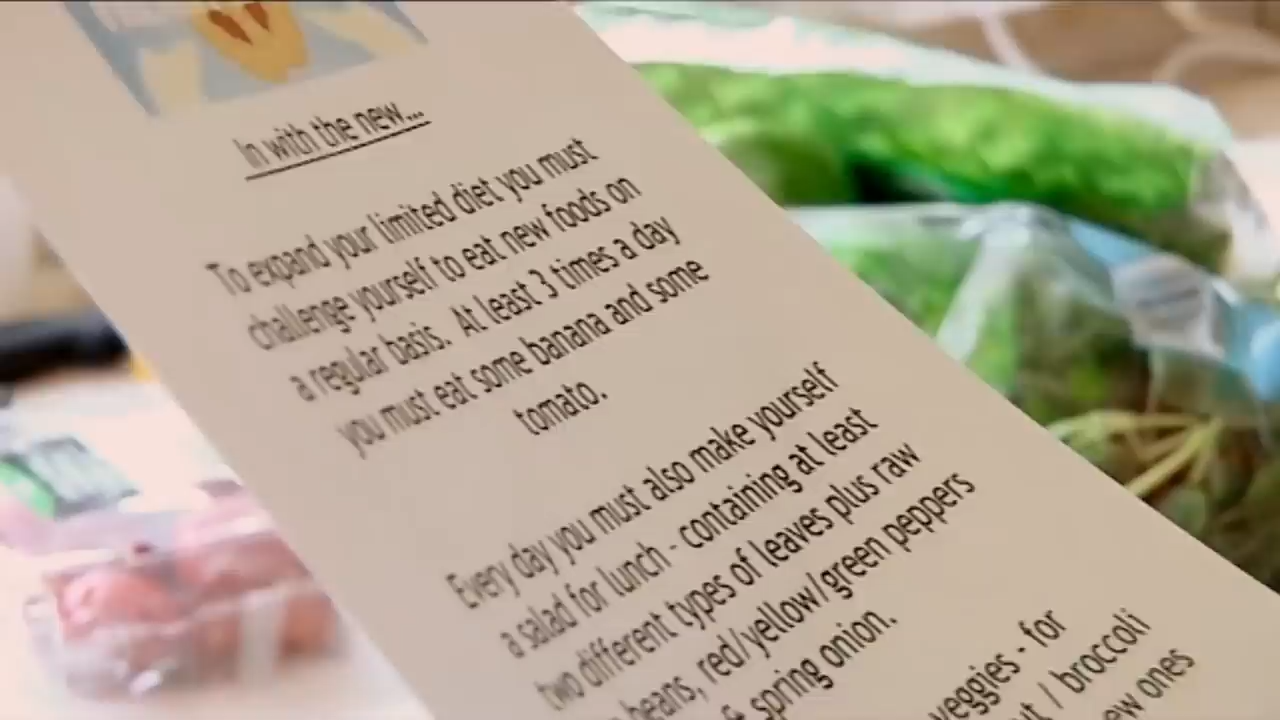 In with the new...
To expand your limited diet you must
challenge yourself to eat new foods on
a regular basis. At least 3 times a day
you must eat some banana and some
tomato.
Every day you must also make yourself
a salad for lunch - containing at least
two different types of leaves plus raw
beans, red/yellow/green peppers
& spring onion.
veggies - for
/ broccoli
ones